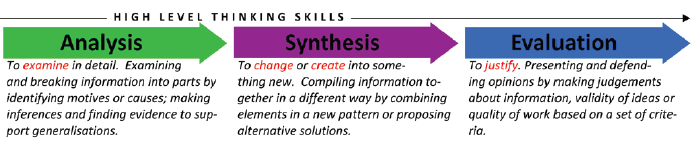 HIGH LEVEL THINKING SKILLS
Analysis
To examine in detail. Examining
and breaking information into parts by
identifying motives or causes; making
inferences and finding evidence to sup-
port generalisations.
Synthesis
To change or create into some-
thing new. Compiling information to-
gether in a different way by combining
elements in a new pattern or proposing
alternative solutions.
Evaluation
To justify. Presenting and defend-
ing opinions by making judgements
about information, validity of ideas or
quality of work based on a set of crite-
ria.